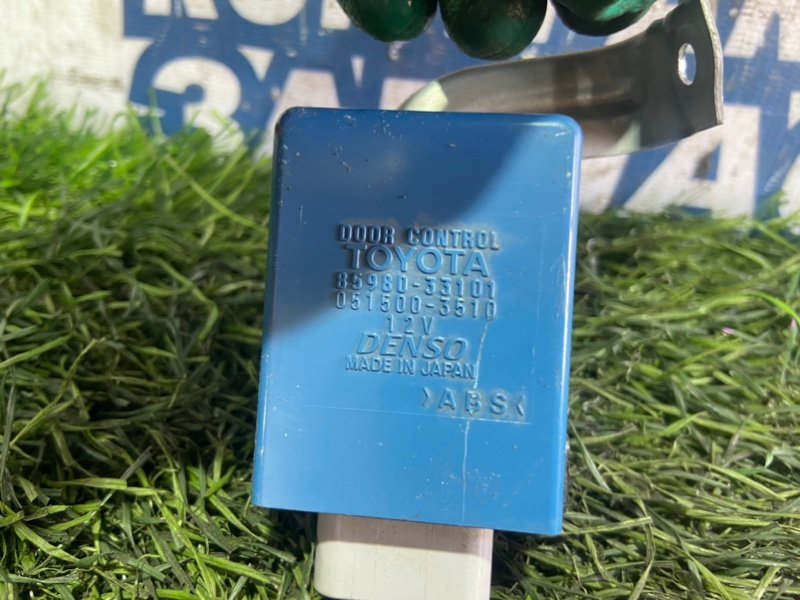 DOOR CONTROL
TOYOTA
85980-33101
051500-3510
12V
DENSO
MADE IN JAPAN
>ABS<